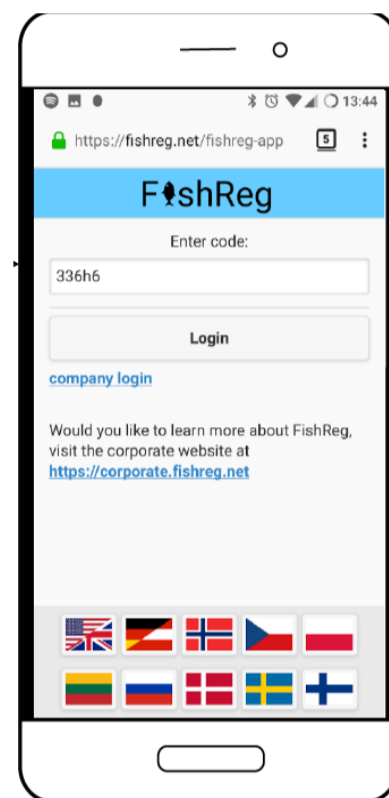 13:44
https://fishreg.net/fishreg-app
5
FishReg
Enter code:
336h6
Login
company login
Would you like to learn more about FishReg,
visit the corporate website at
https://corporate.fishreg.net